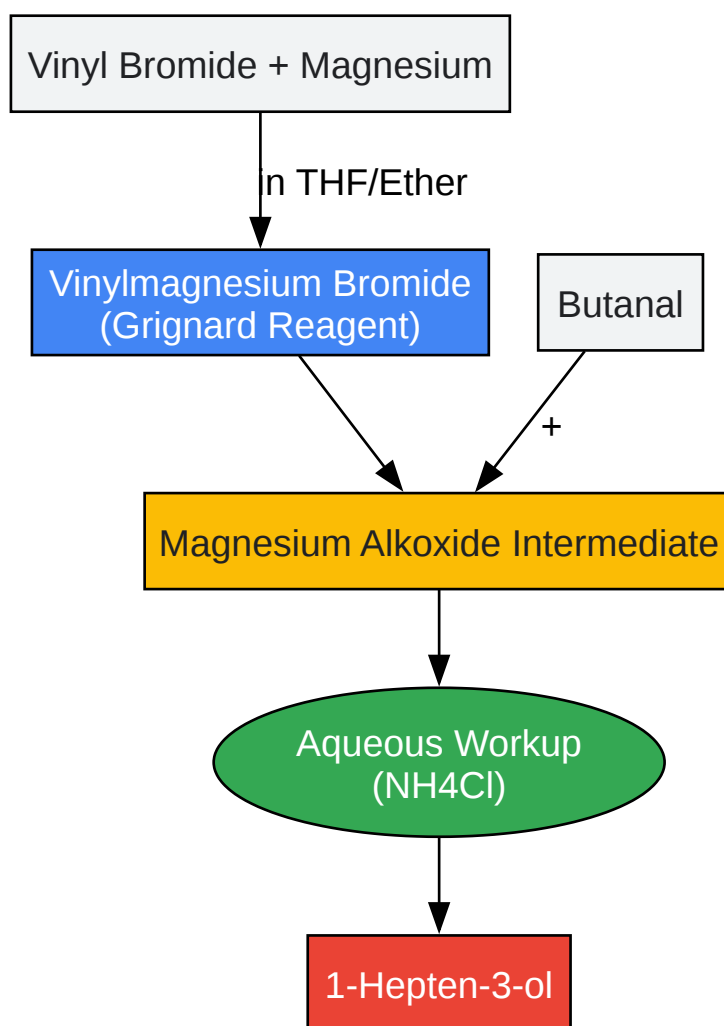 Vinyl Bromide + Magnesium
in THF/Ether
Vinylmagnesium Bromide
(Grignard Reagent)
Butanal
+
Magnesium Alkoxide Intermediate
Aqueous Workup
(NH4Cl)
1-Hepten-3-ol